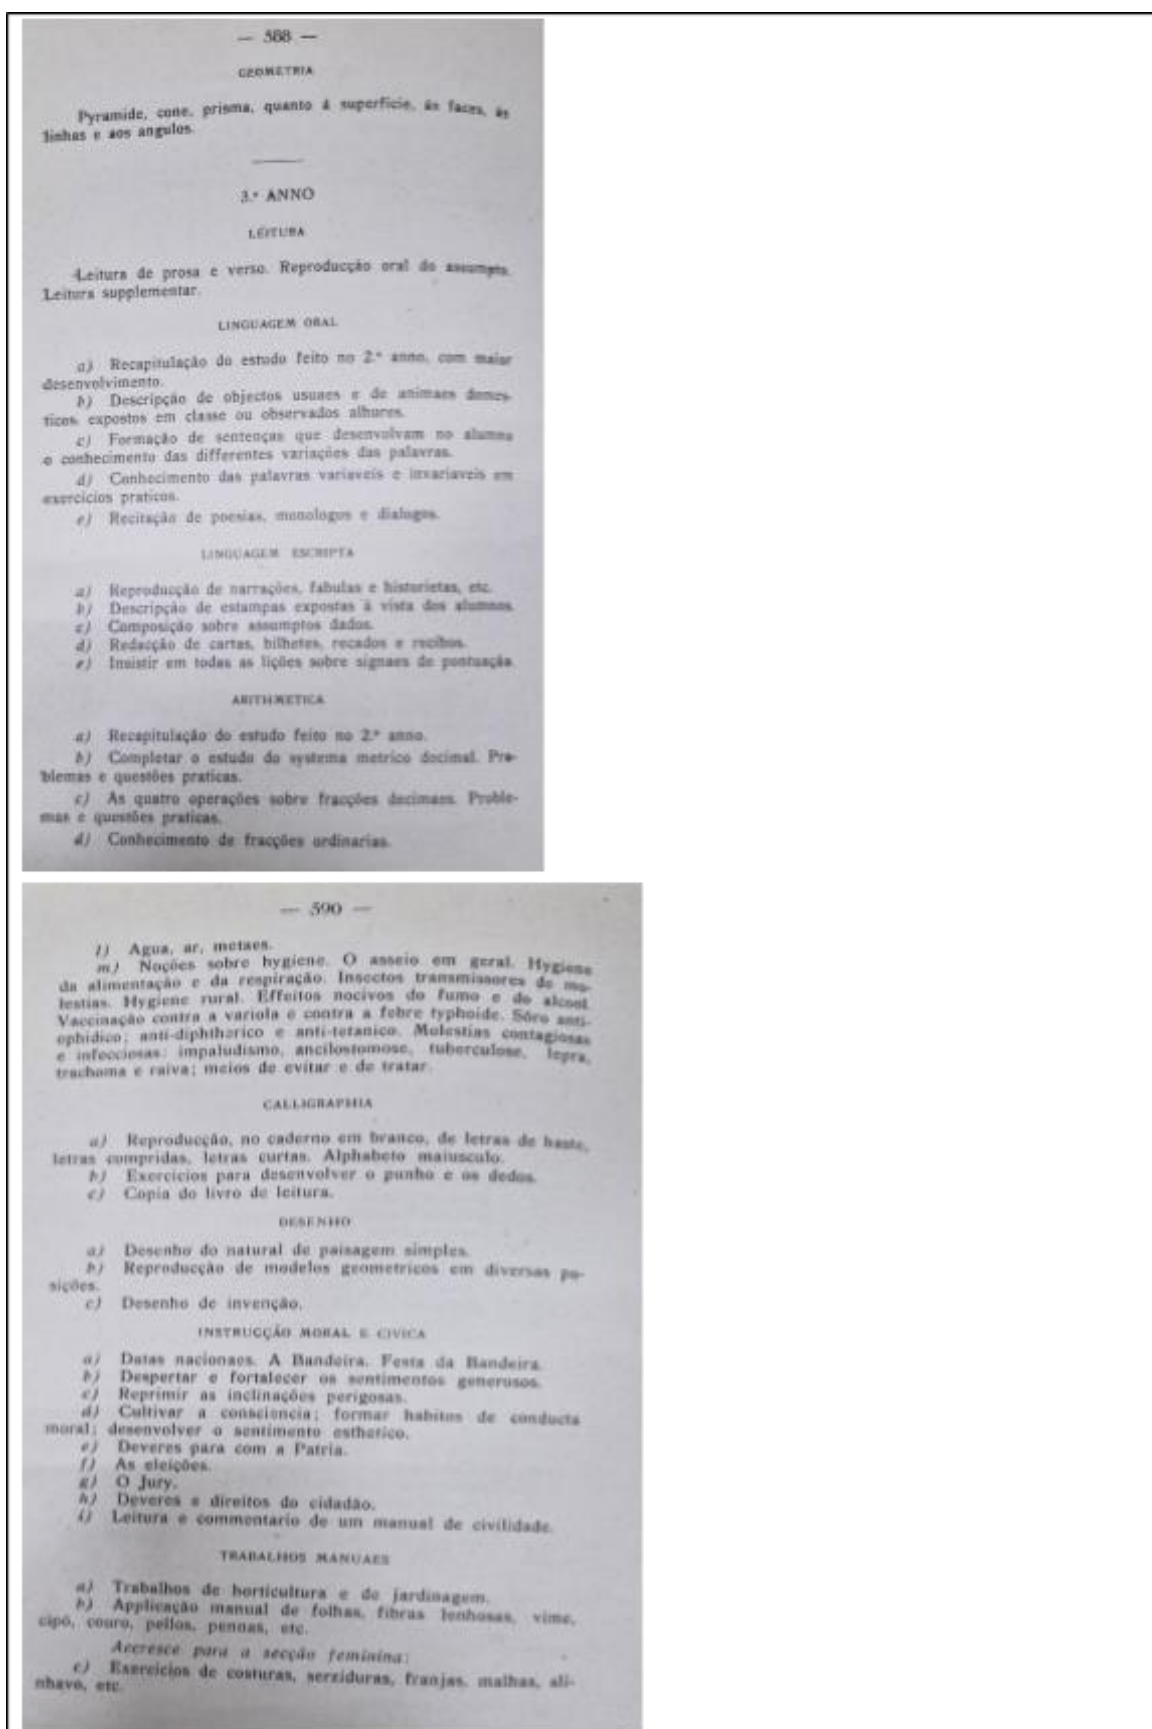 — 588 —
GEOMETRIA
Pyramide, cone, prisma, quanto á superficie, ás faces, ás
linhas e aos angulos.
3.º ANNO
LEITURA
Leitura de prosa e verso. Reproducção oral do assumpto.
Leitura supplementar.
LINGUAGEM ORAL
a) Recapitulação do estudo feito no 2.º anno, com maior
desenvolvimento.
b) Descripção de objectos usuaes e de animaes domes-
ticos, expostos em classe ou observados alhures.
c) Formação de sentenças que desenvolvam no alumno
o conhecimento das differentes variações das palavras.
d) Conhecimento das palavras variaveis e invariaveis em
exercicios praticos.
e) Recitação de poesias, monologos e dialogos.
LINGUAGEM ESCRIPTA
a) Reproducção de narrações, fabulas e historietas, etc.
b) Descripção de estampas expostas á vista dos alumnos.
c) Composição sobre assumptos dados.
d) Redacção de cartas, bilhetes, recados e recibos.
e) Insistir em todas as lições sobre signaes de pontuação.
ARITHMETICA
a) Recapitulação do estudo feito no 2.º anno.
b) Completar o estudo do systema metrico decimal. Pro-
blemas e questões praticas.
c) As quatro operações sobre fracções decimaes. Proble-
mas e questões praticas.
d) Conhecimento de fracções ordinarias.
— 590 —
l) Agua, ar, metaes.
m) Noções sobre hygiene. O asseio em geral. Hygiene
da alimentação e da respiração. Insectos transmissores de mo-
lestias. Hygiene rural. Effeitos nocivos do fumo e do alcool.
Vaccinação contra a variola e contra a febre typhoide. Sôro anti-
ophidico; anti-diphtherico e anti-tetanico. Molestias contagiosas
e infecciosas: impaludismo, ancilostomose, tuberculose, lepra,
trachoma e raiva; meios de evitar e de tratar.
CALLIGRAPHIA
a) Reproducção, no caderno em branco, de letras de haste,
letras compridas, letras curtas. Alphabeto maiusculo.
b) Exercicios para desenvolver o punho e os dedos.
c) Copia do livro de leitura.
DESENHO
a) Desenho do natural de paisagem simples.
b) Reproducção de modelos geometricos em diversas po-
sições.
c) Desenho de invenção.
INSTRUCÇÃO MORAL E CIVICA
a) Datas nacionaes. A Bandeira. Festa da Bandeira.
b) Despertar e fortalecer os sentimentos generosos.
c) Reprimir as inclinações perigosas.
d) Cultivar a consciencia; formar habitos de conducta
moral; desenvolver o sentimento esthetico.
e) Deveres para com a Patria.
f) As eleições.
g) O Jury.
h) Deveres e direitos do cidadão.
i) Leitura e commentario de um manual de civilidade.
TRABALHOS MANUAES
a) Trabalhos de horticultura e de jardinagem.
b) Applicação manual de folhas, fibras lenhosas, vime,
cipó, couro, pellos, pennas, etc.
Accresce para a secção feminina:
c) Exercicios de costuras, serziduras, franjas, malhas, ali-
nhavo, etc.